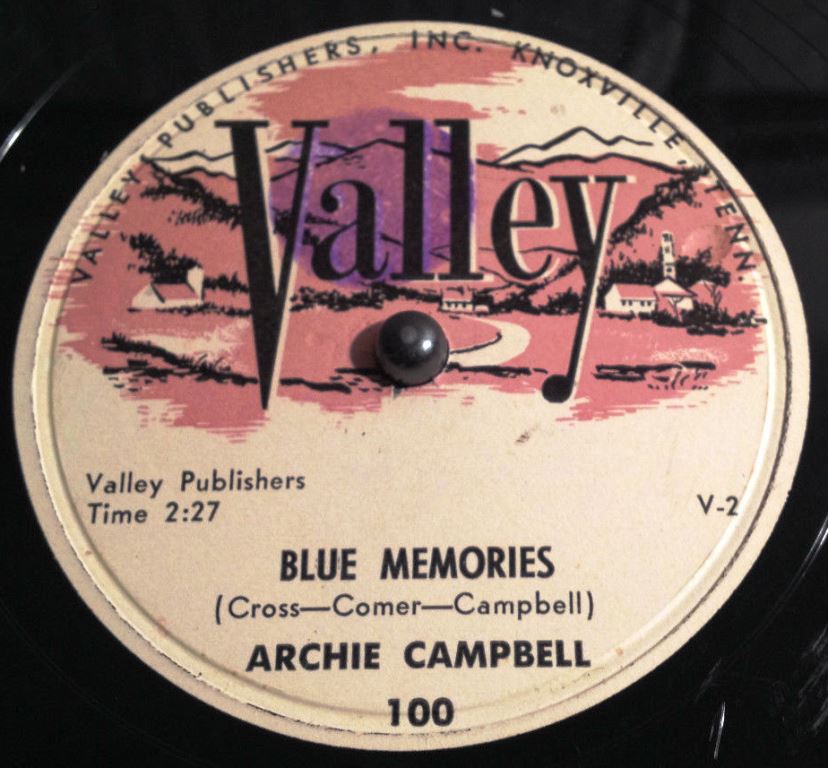 VALLEY PUBLISHERS, INC. KNOXVILLE, TENN.
Valley
Valley Publishers
Time 2:27
V-2
BLUE MEMORIES
(Cross—Comer—Campbell)
ARCHIE CAMPBELL
100